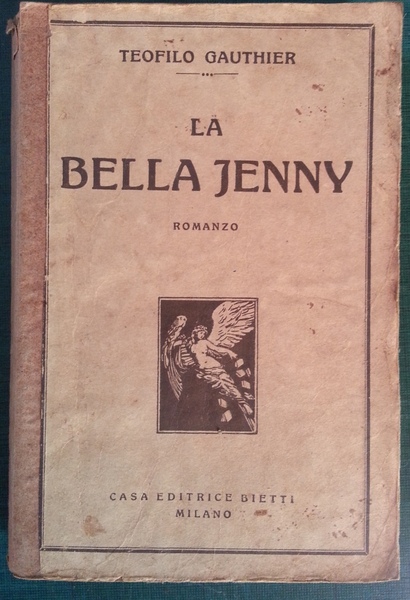 TEOFILO GAUTHIER
LA
BELLA JENNY
ROMANZO
CASA EDITRICE BIETTI
MILANO